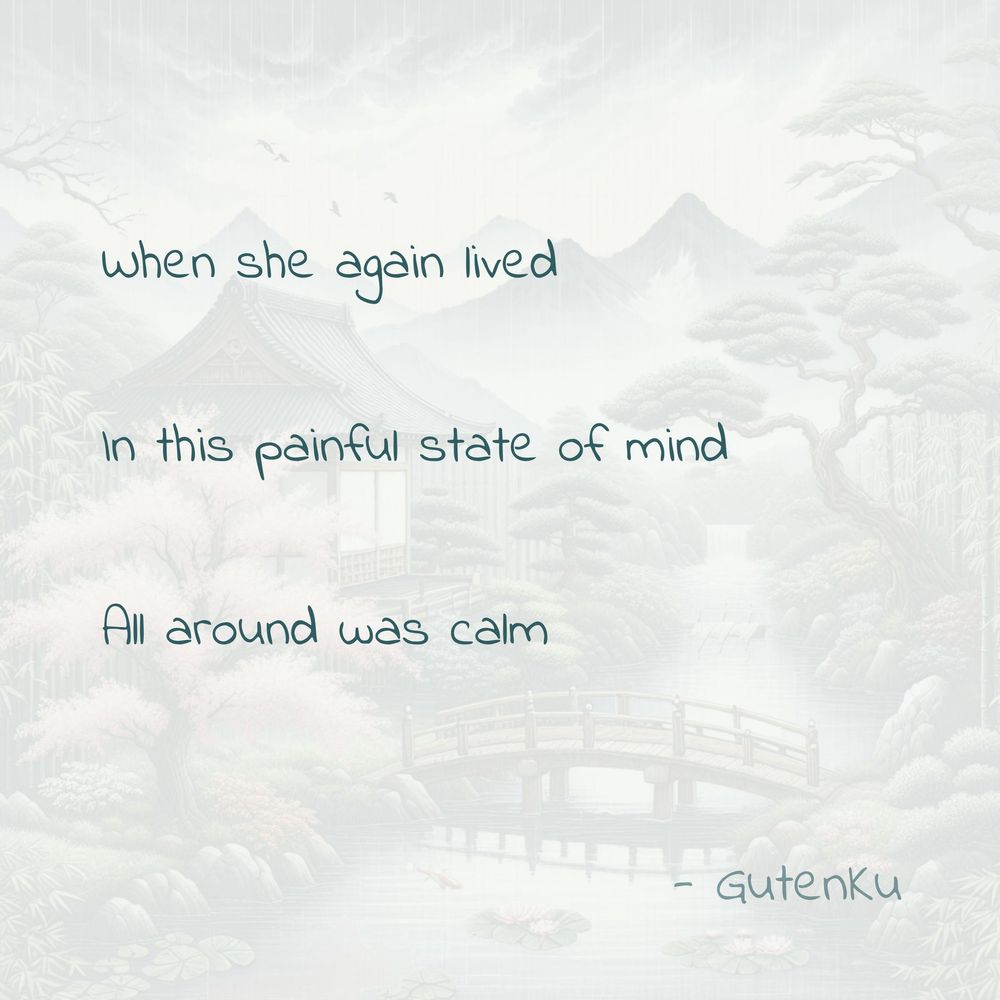 When she again lived
In this painful state of mind
All around was calm
- GutenKu